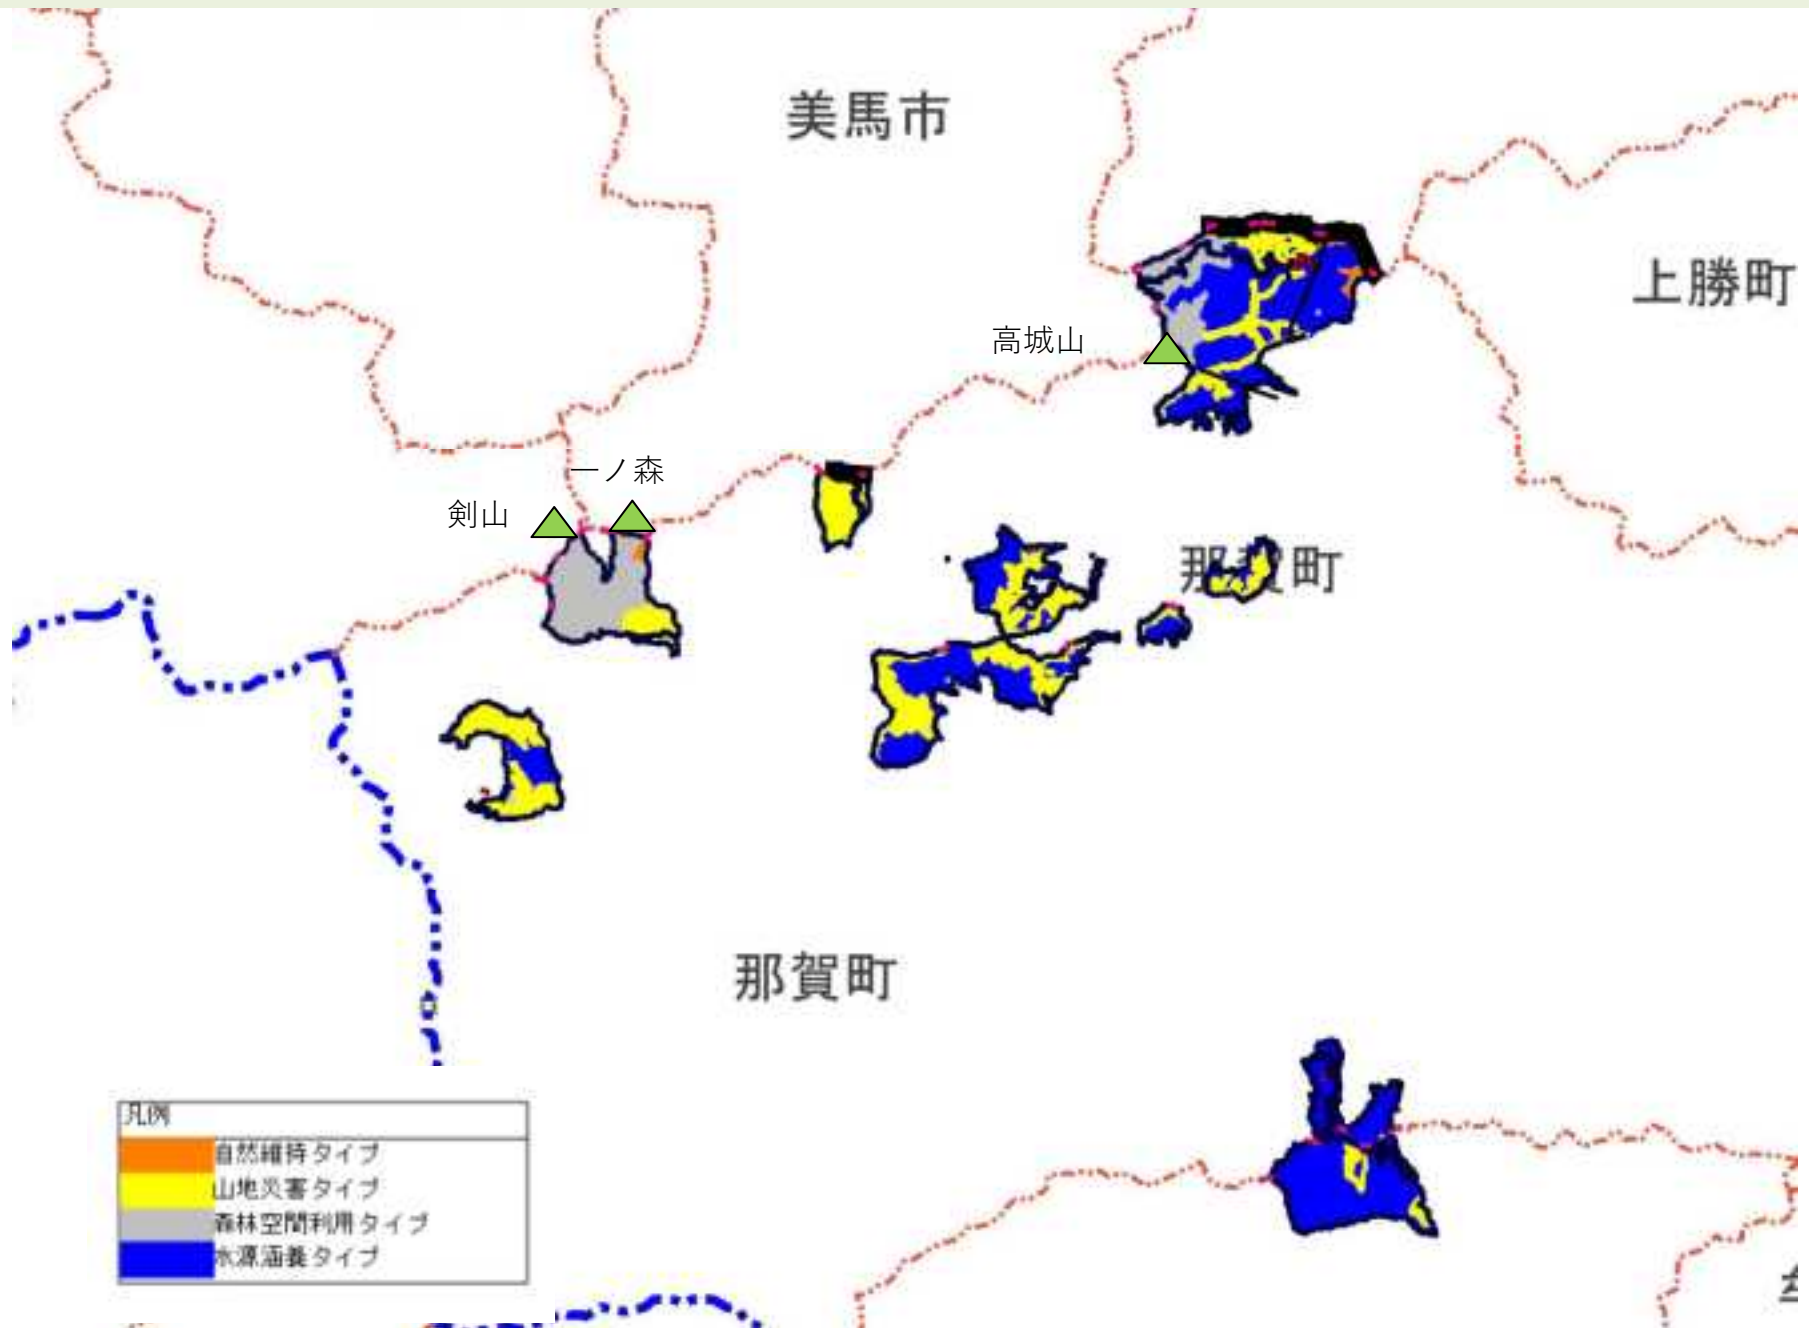 美馬市
上勝町
高城山
一ノ森
剣山
那賀町
那賀町
凡例
自然維持タイプ
山地災害タイプ
森林空間利用タイプ
水源涵養タイプ